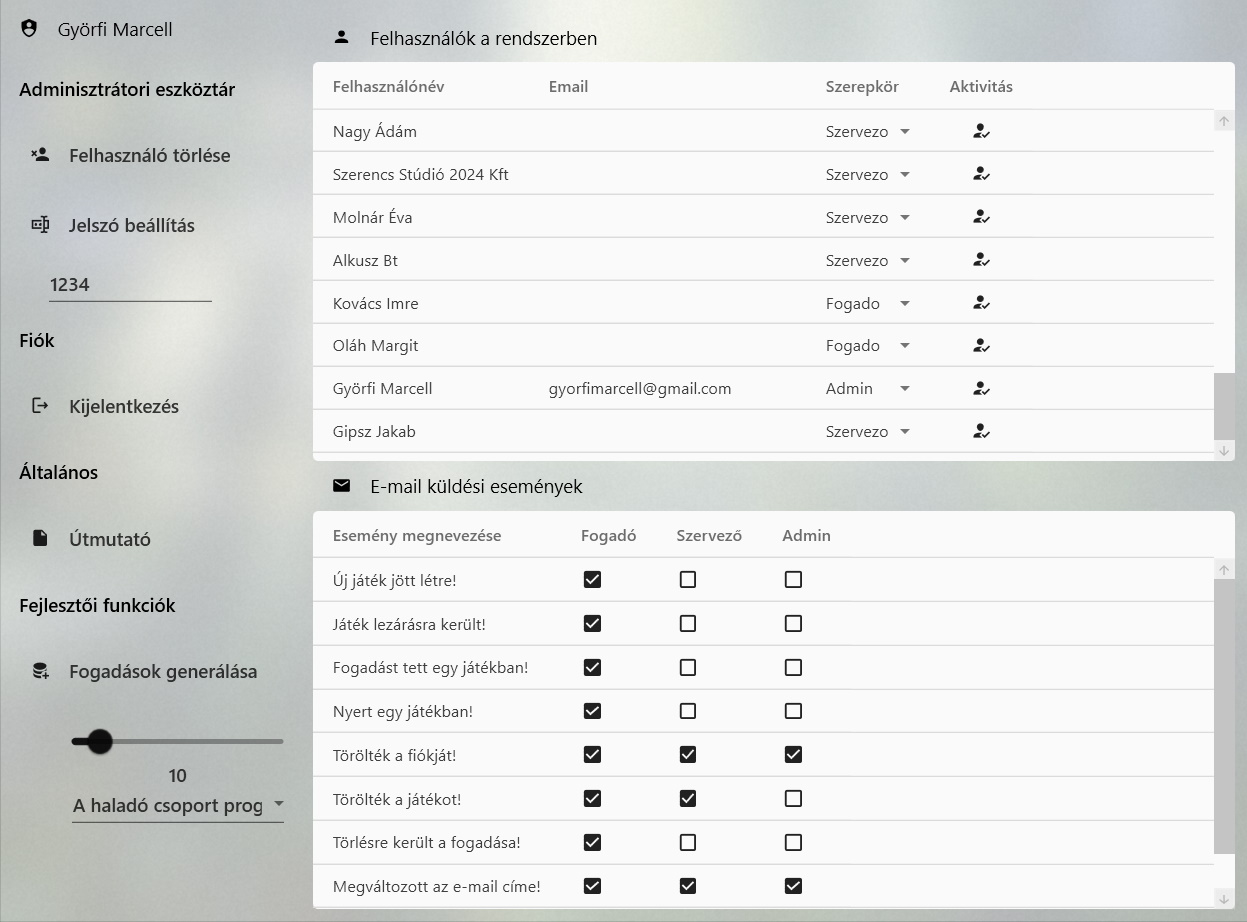 Györfi Marcell
Adminisztrátori eszköztár
Felhasználó törlése
Jelszó beállítás
1234
Fiók
Kijelentkezés
Általános
Útmutató
Fejlesztői funkciók
Fogadások generálása
10
A haladó csoport prog
Felhasználók a rendszerben
Felhasználónév Email Szerepkör Aktivitás
Nagy Ádám Szervezo
Szerencs Stúdió 2024 Kft Szervezo
Molnár Éva Szervezo
Alkusz Bt Szervezo
Kovács Imre Fogado
Oláh Margit Fogado
Györfi Marcell gyorfimarcell@gmail.com Admin
Gipsz Jakab Szervezo
E-mail küldési események
Esemény megnevezése Fogadó Szervező Admin
Új játék jött létre!
Játék lezárásra került!
Fogadást tett egy játékban!
Nyert egy játékban!
Törölték a fiókját!
Törölték a játékot!
Törlésre került a fogadása!
Megváltozott az e-mail címe!